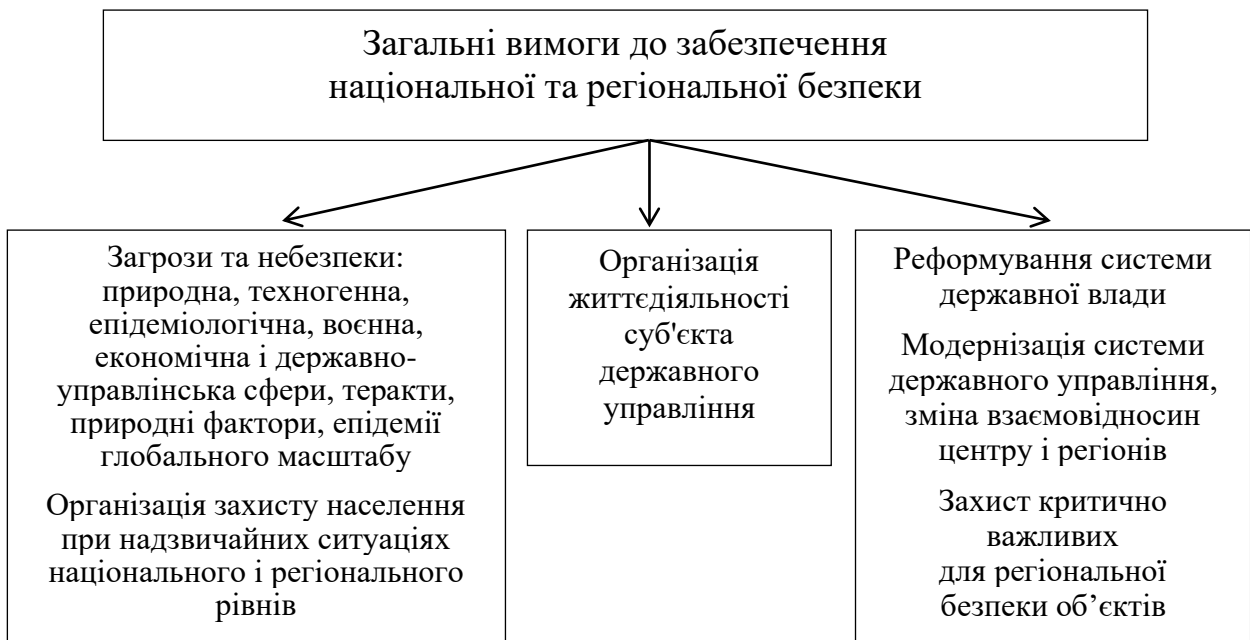 Загальні вимоги до забезпечення
національної та регіональної безпеки
Загрози та небезпеки:
природна, техногенна,
епідеміологічна, воєнна,
економічна і державно-
управлінська сфери, теракти,
природні фактори, епідемії
глобального масштабу
Організація захисту населення
при надзвичайних ситуаціях
національного і регіонального
рівнів
Організація
життєдіяльності
суб'єкта
державного
управління
Реформування системи
державної влади
Модернізація системи
державного управління,
зміна взаємовідносин
центру і регіонів
Захист критично
важливих
для регіональної
безпеки об’єктів